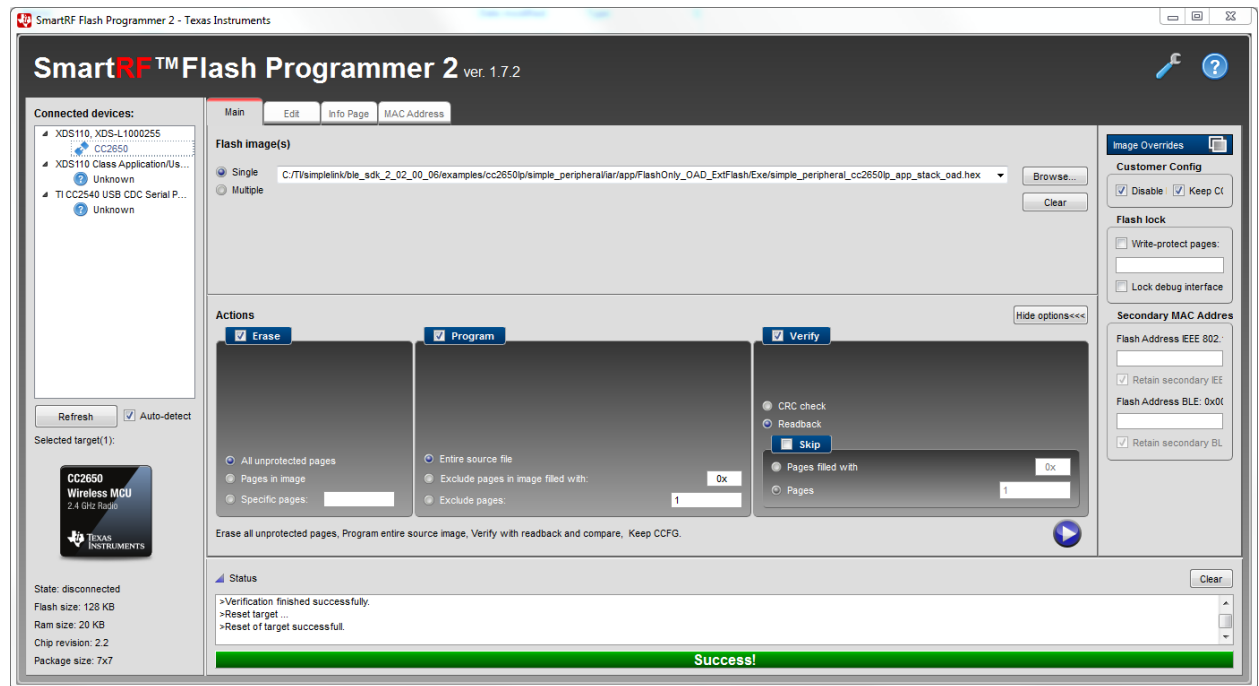 SmartRF Flash Programmer 2 - Texas Instruments
SmartRF™Flash Programmer 2 ver. 1.7.2
Connected devices:
XDS110, XDS-L1000255
CC2650
XDS110 Class Application/Us...
Unknown
TI CC2540 USB CDC Serial P...
Unknown
Refresh
Auto-detect
Selected target(1):
CC2650
Wireless MCU
2.4 GHz Radio
TEXAS
INSTRUMENTS
State: disconnected
Flash size: 128 KB
Ram size: 20 KB
Chip revision: 2.2
Package size: 7x7
Main Edit Info Page MAC Address
Flash image(s)
Single C:/TI/simplelink/ble_sdk_2_02_00_06/examples/cc2650lp/simple_peripheral/iar/app/FlashOnly_OAD_ExtFlash/Exe/simple_peripheral_cc2650lp_app_stack_oad.hex Browse...
Multiple
Clear
Actions Hide options<<<
Erase Program Verify
CRC check
Readback
Skip
All unprotected pages Entire source file Pages filled with 0x
Pages in image Exclude pages in image filled with: 0x
Pages 1
Specific pages: Exclude pages: 1
Erase all unprotected pages, Program entire source image, Verify with readback and compare, Keep CCFG.
Status Clear
>Verification finished successfully.
>Reset target ...
>Reset of target successfull.
Success!
Image Overrides
Customer Config
Disable Keep CC
Flash lock
Write-protect pages:
Lock debug interface
Secondary MAC Addres
Flash Address IEEE 802.
Retain secondary IEE
Flash Address BLE: 0x00
Retain secondary BL